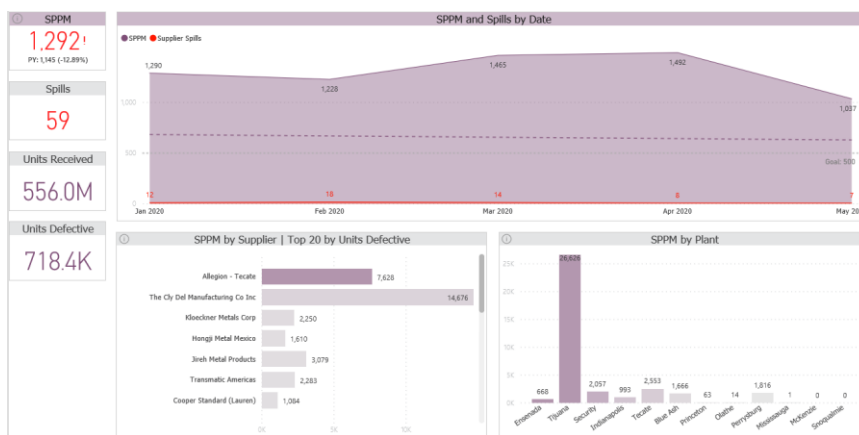 SPPM
1,292!
PY: 1,145 (-12.89%)
Spills
59
Units Received
556.0M
Units Defective
718.4K
SPPM and Spills by Date
SPPM Supplier Spills
1,290
1,228
1,465
1,492
1,037
1,000
500
Goal: 500
0
12 18 14 8 7
Jan 2020 Feb 2020 Mar 2020 Apr 2020 May 20
SPPM by Supplier | Top 20 by Units Defective
Allegion - Tecate 7,628
The Cly Del Manufacturing Co Inc 14,676
Kloeckner Metals Corp 2,250
Hongji Metal Mexico 1,610
Jireh Metal Products 3,079
Transmatic Americas 2,283
Cooper Standard (Lauren) 1,084
0K 5K 10K
SPPM by Plant
25K
20K
15K
10K
5K
0K
668 26,626 2,057 993 2,553 1,666 63 14 1,816 1 0 0
Ensenada Tijuana Security Indianapolis Tecate Blue Ash Princeton Olathe Perrysburg Mississauga McKenzie Snoqualmie